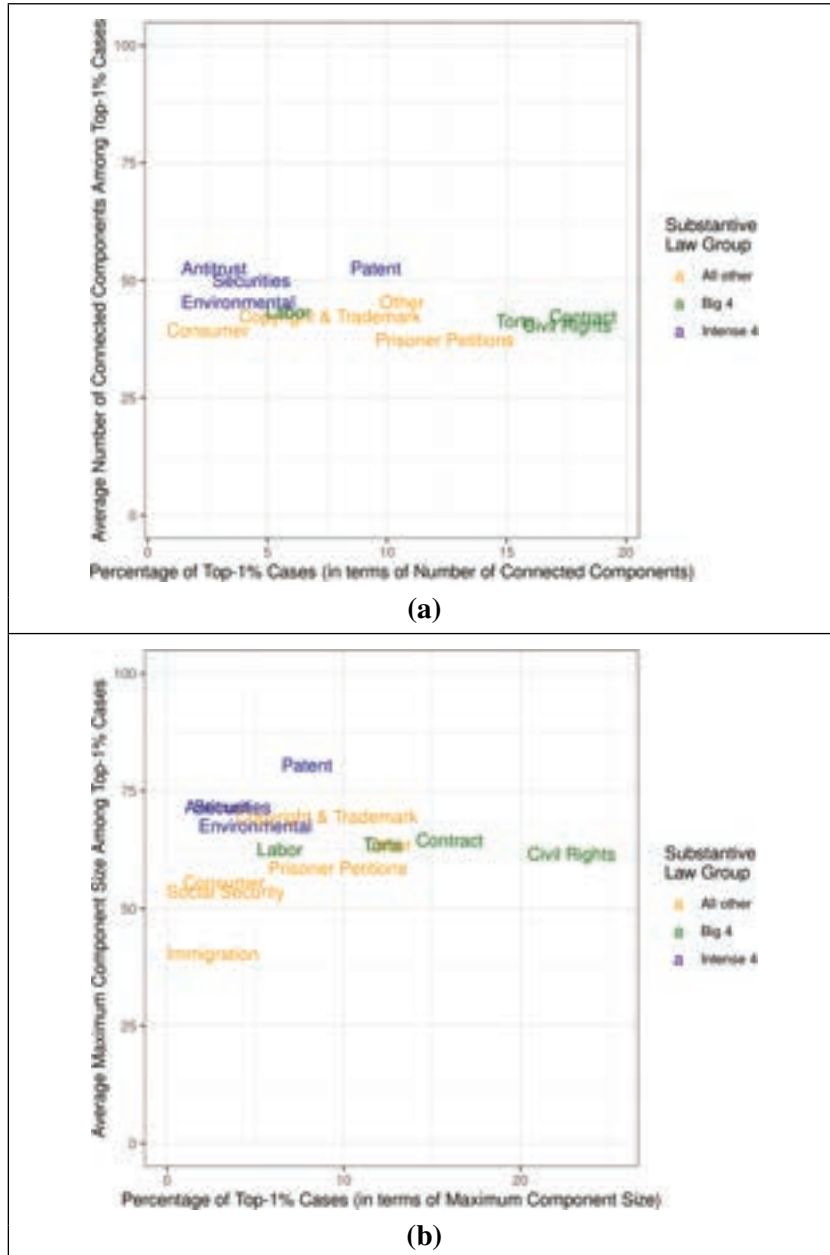 100
75
50
25
0
Average Number of Connected Components Among Top-1% Cases
Antitrust
Securities
Patent
Environmental
Labor
Other
Copyright & Trademark
Consumer
Prisoner Petitions
Torts
Contract
Civil Rights
0
5
10
15
20
Percentage of Top-1% Cases (in terms of Number of Connected Components)
Substantive
Law Group
a All other
a Big 4
a Intense 4
(a)
100
75
50
25
0
Average Maximum Component Size Among Top-1% Cases
Patent
Securities
Copyright & Trademark
Environmental
Labor
Torts
Contract
Civil Rights
Prisoner Petitions
Consumer
Social Security
Immigration
0
10
20
Percentage of Top-1% Cases (in terms of Maximum Component Size)
Substantive
Law Group
a All other
a Big 4
a Intense 4
(b)